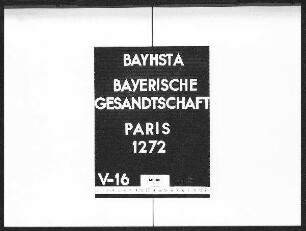 BAYHSTA
BAYERISCHE
GESANDTSCHAFT
PARIS
1272
V-16